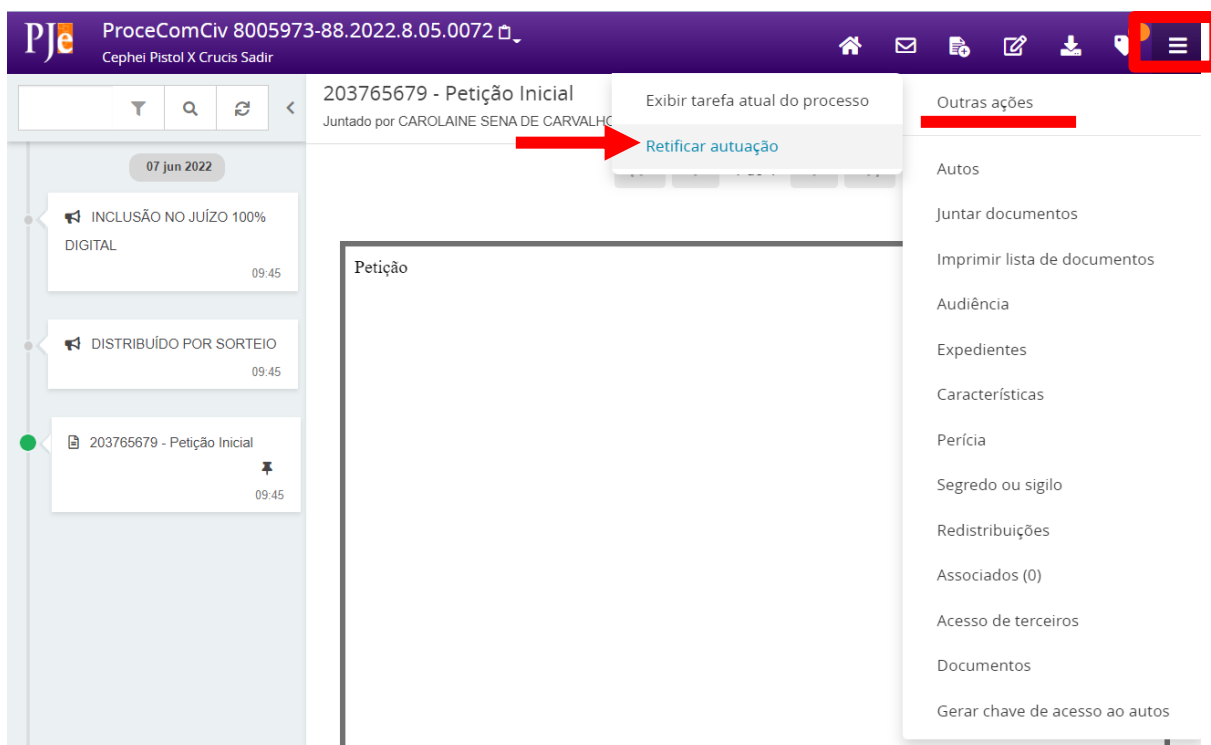 PJe
ProceComCiv 8005973-88.2022.8.05.0072
Cephei Pistol X Crucis Sadir
07 jun 2022
INCLUSÃO NO JUÍZO 100%
DIGITAL
09:45
DISTRIBUÍDO POR SORTEIO
09:45
203765679 - Petição Inicial
09:45
203765679 - Petição Inicial
Juntado por CAROLAINE SENA DE CARVALHO
Petição
Exibir tarefa atual do processo
Retificar autuação
Outras ações
Autos
Juntar documentos
Imprimir lista de documentos
Audiência
Expedientes
Características
Perícia
Segredo ou sigilo
Redistribuições
Associados (0)
Acesso de terceiros
Documentos
Gerar chave de acesso ao autos